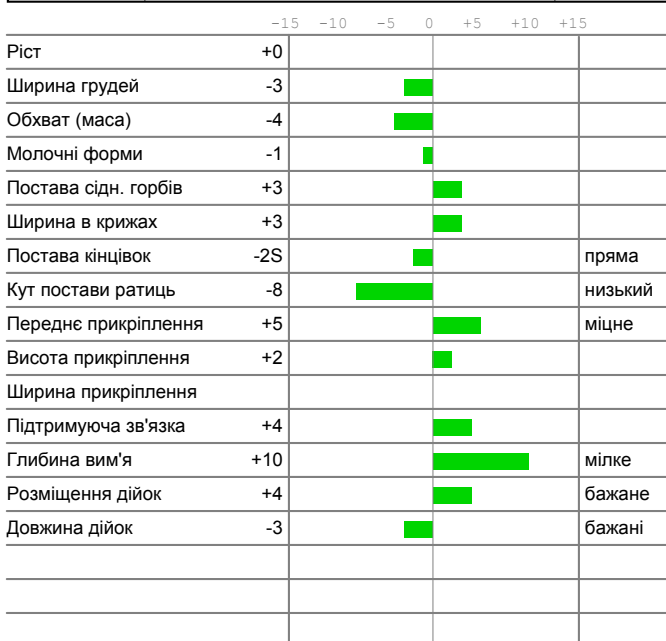 -15 -10 -5 0 +5 +10 +15
Ріст +0
Ширина грудей -3
Обхват (маса) -4
Молочні форми -1
Постава сідн. горбів +3
Ширина в крижах +3
Постава кінцівок -2S пряма
Кут постави ратиць -8 низький
Переднє прикріплення +5 міцне
Висота прикріплення +2
Ширина прикріплення
Підтримуюча зв'язка +4
Глибина вим'я +10 мілке
Розміщення дійок +4 бажане
Довжина дійок -3 бажані